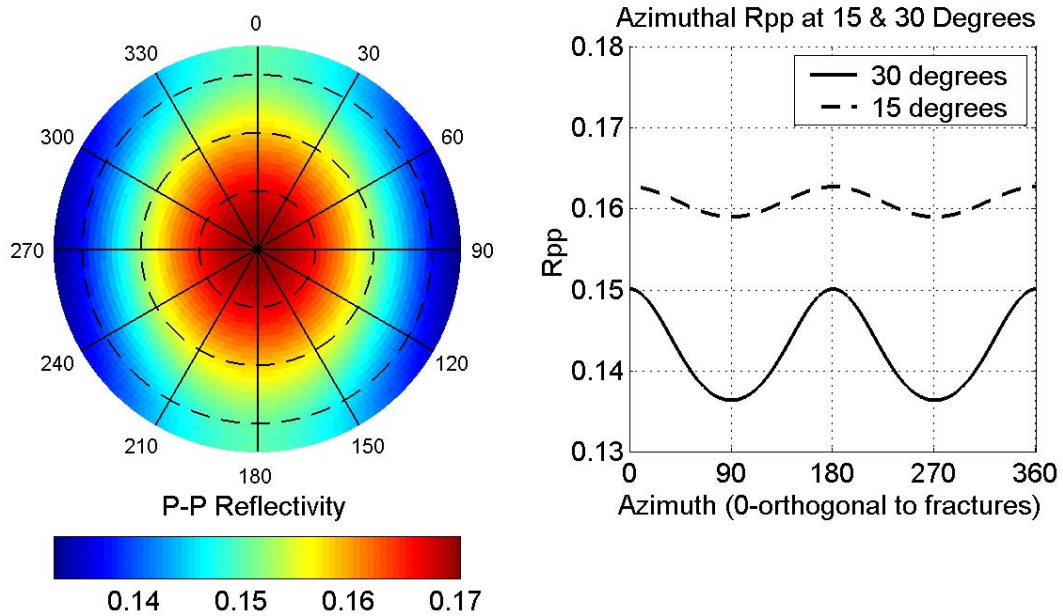 0
330
30
300
60
270
90
240
120
210
150
180
P-P Reflectivity
0.14 0.15 0.16 0.17
Azimuthal Rpp at 15 & 30 Degrees
0.18
0.17
0.16
0.15
0.14
0.13
Rpp
30 degrees
15 degrees
0 90 180 270 360
Azimuth (0-orthogonal to fractures)